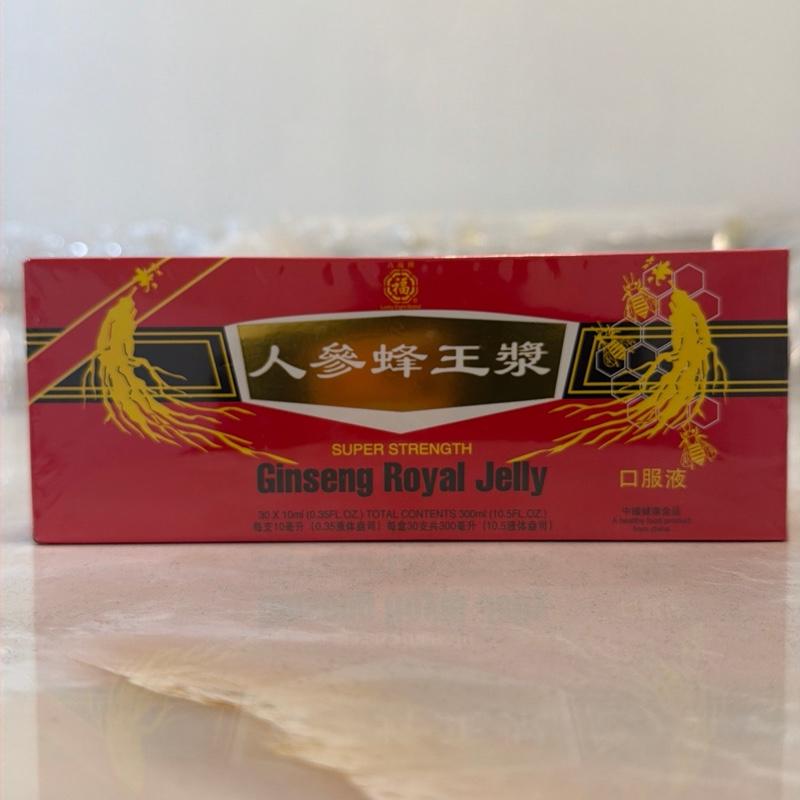 福
人參蜂王漿
SUPER STRENGTH
Ginseng Royal Jelly
30 X 10ml (0.35FL.OZ.) TOTAL CONTENTS 300ml (10.5FL.OZ.)
每支10毫升 (0.35液体盎司) 每盒30支共300毫升 (10.5液体盎司)
口服液
中國健康食品
A healthy food product
from china